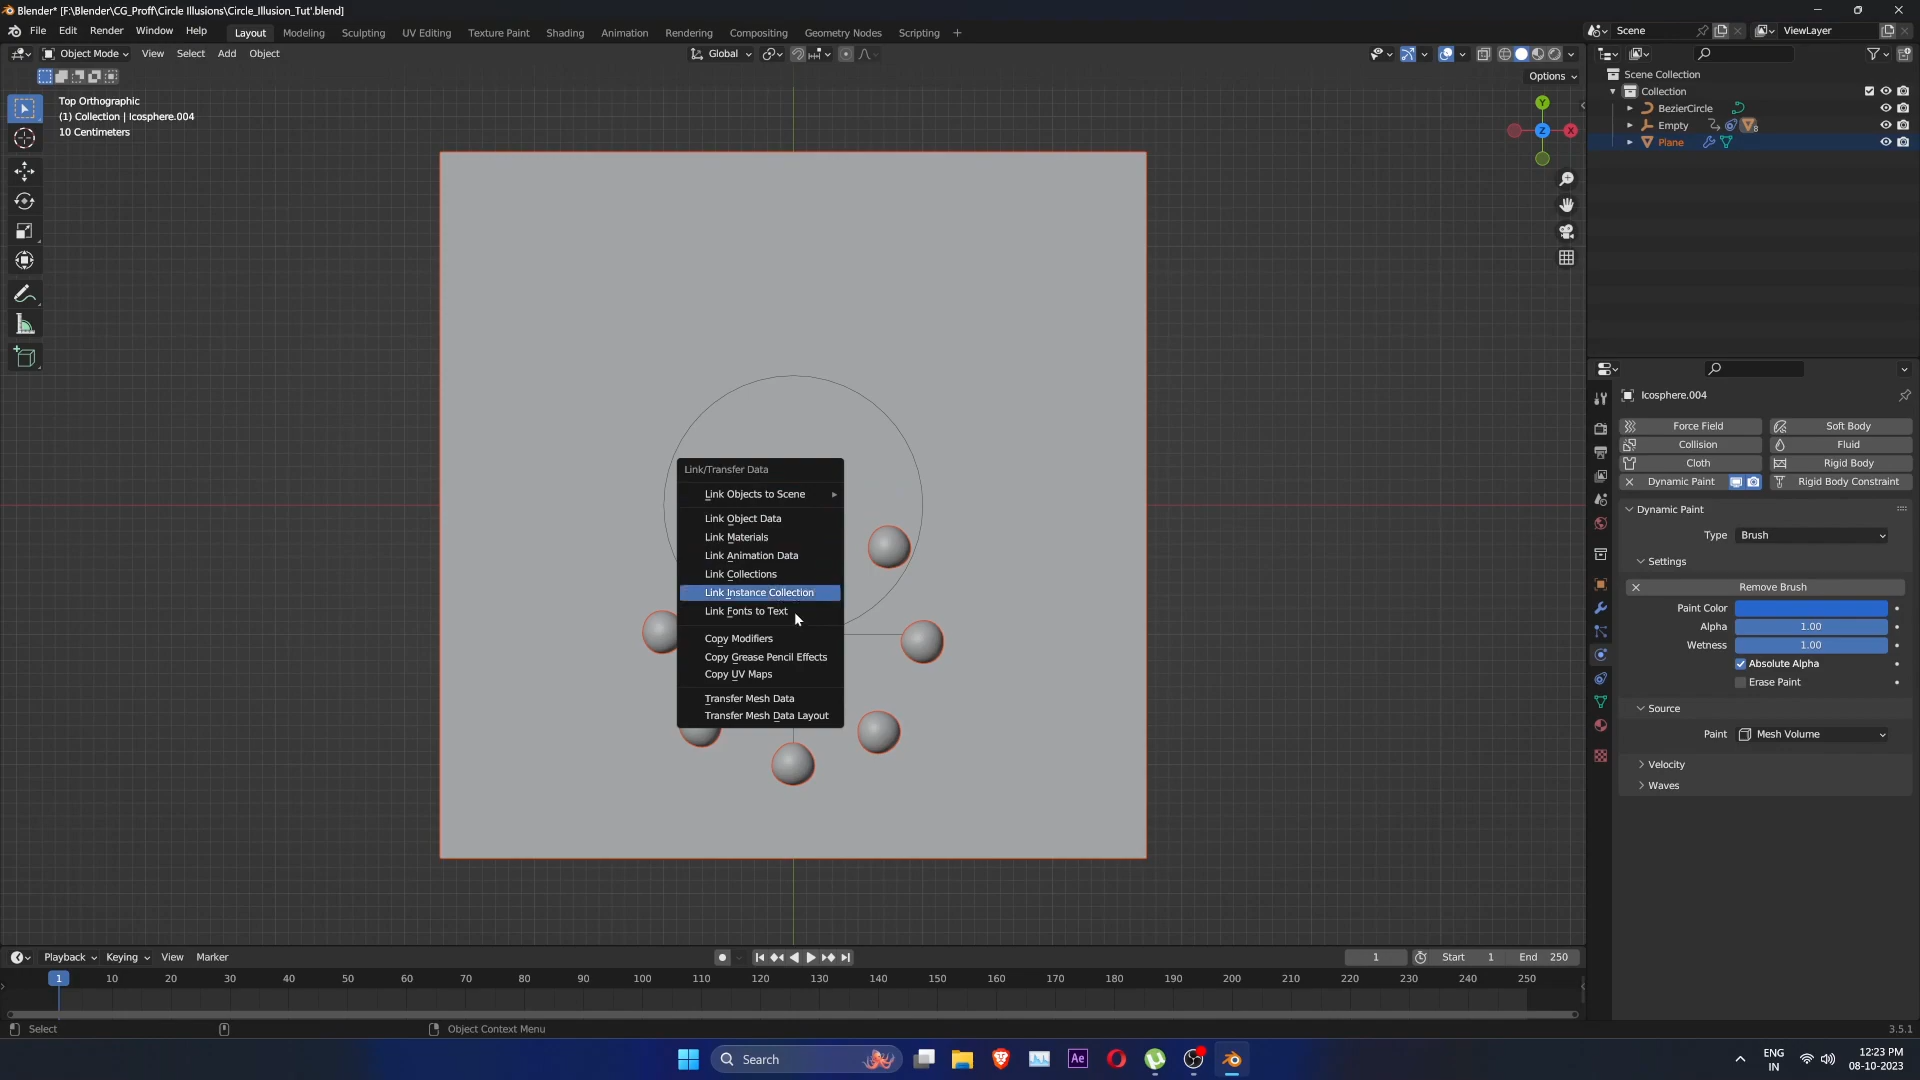 Blender* [F:\Blender\CG_Proff\Circle Illusions\Circle_Illusion_Tut'.blend]
File Edit Render Window Help Layout Modeling Sculpting UV Editing Texture Paint Shading Animation Rendering Compositing Geometry Nodes Scripting + Scene ViewLayer
Object Mode View Select Add Object Global
Options
Top Orthographic
(1) Collection | Icosphere.004
10 Centimeters
Y
X
Z
Scene Collection
Collection
BezierCircle
Empty 8
Plane
Link/Transfer Data
Link Objects to Scene
Link Object Data
Link Materials
Link Animation Data
Link Collections
Link Instance Collection
Link Fonts to Text
Copy Modifiers
Copy Grease Pencil Effects
Copy UV Maps
Transfer Mesh Data
Transfer Mesh Data Layout
Icosphere.004
Force Field Soft Body
Collision Fluid
Cloth Rigid Body
Dynamic Paint Rigid Body Constraint
Dynamic Paint
Type Brush
Settings
Remove Brush
Paint Color
Alpha 1.00
Wetness 1.00
Absolute Alpha
Erase Paint
Source
Paint Mesh Volume
Velocity
Waves
Playback Keying View Marker 1 Start 1 End 250
1 10 20 30 40 50 60 70 80 90 100 110 120 130 140 150 160 170 180 190 200 210 220 230 240 250
Select Object Context Menu 3.5.1
Search Ae ENG IN 12:23 PM 08-10-2023